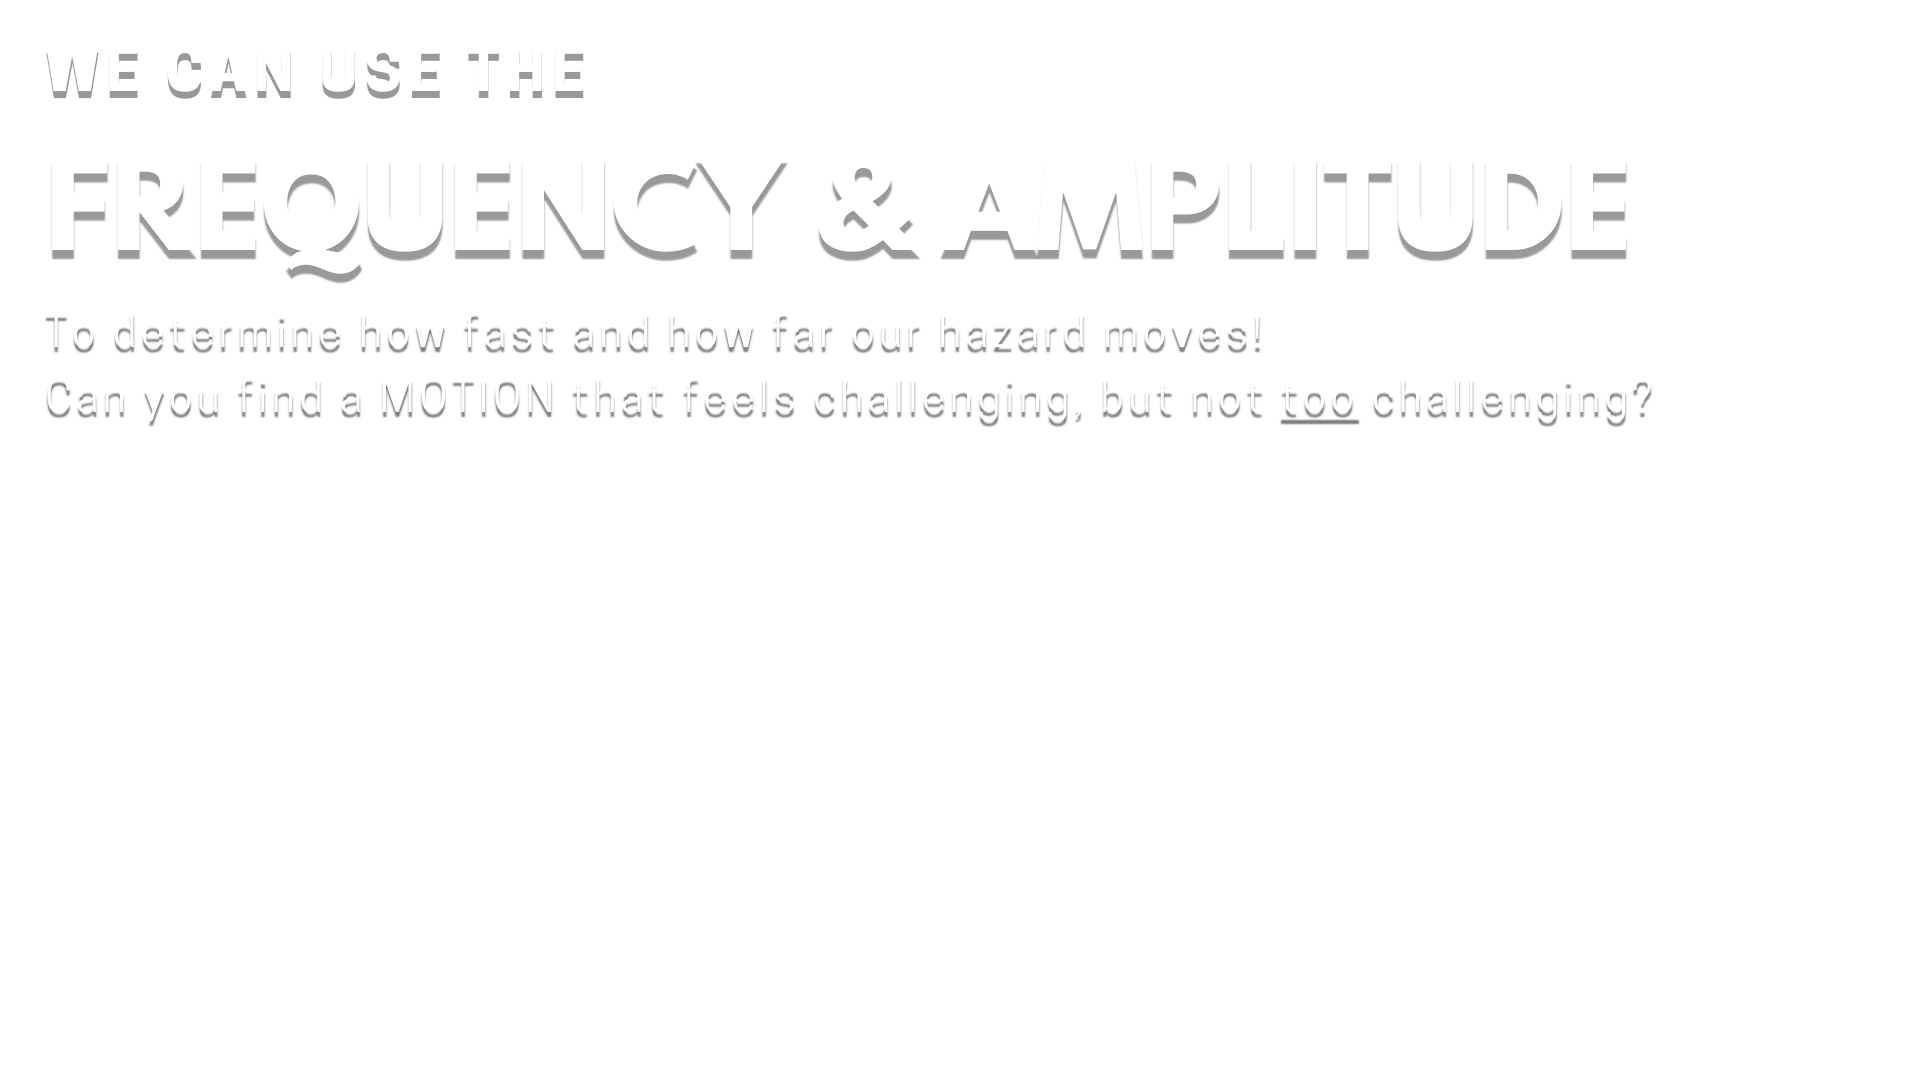 WE CAN USE THE
FREQUENCY & AMPLITUDE
To determine how fast and how far our hazard moves!
Can you find a MOTION that feels challenging, but not too challenging?